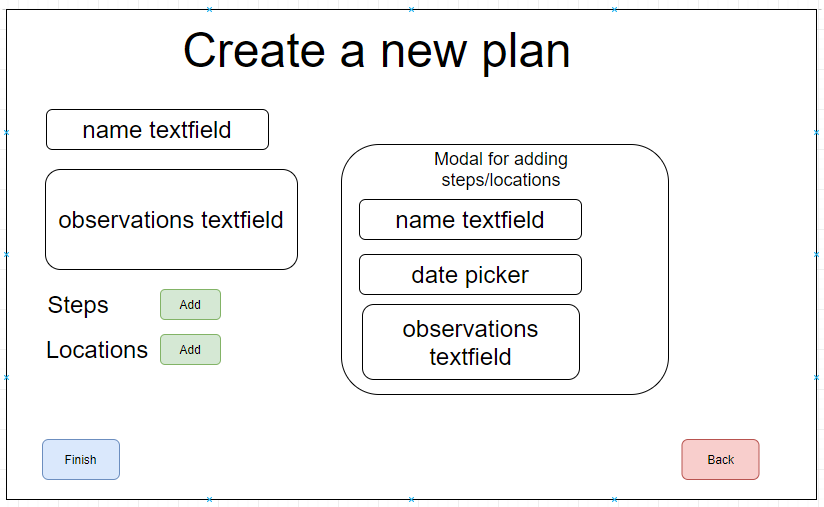 Create a new plan
name textfield
observations textfield
Steps
Add
Locations
Add
Modal for adding
steps/locations
name textfield
date picker
observations
textfield
Finish
Back